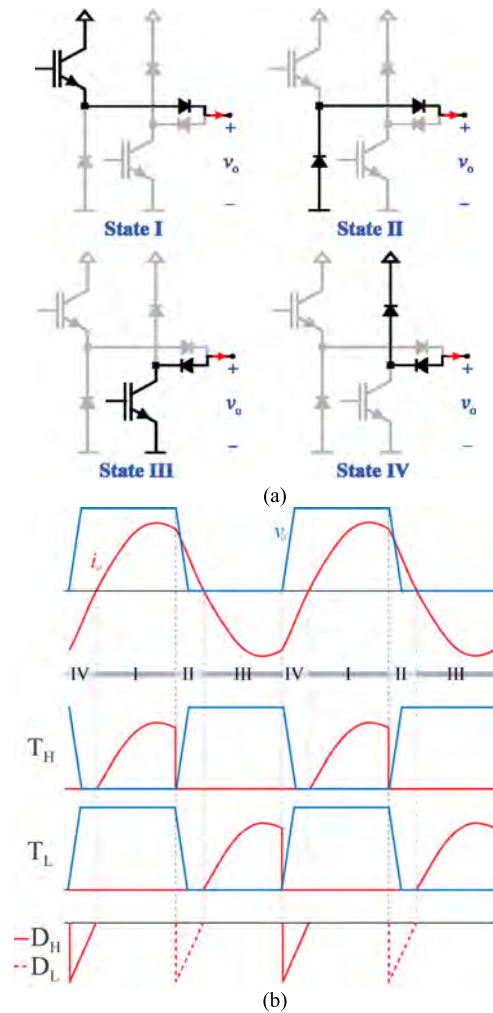 + +
vo vo
− −
State I State II
+ +
vo vo
− −
State III State IV
(a)
io vo
IV I II III IV I II III
TH
TL
DH
DL
(b)